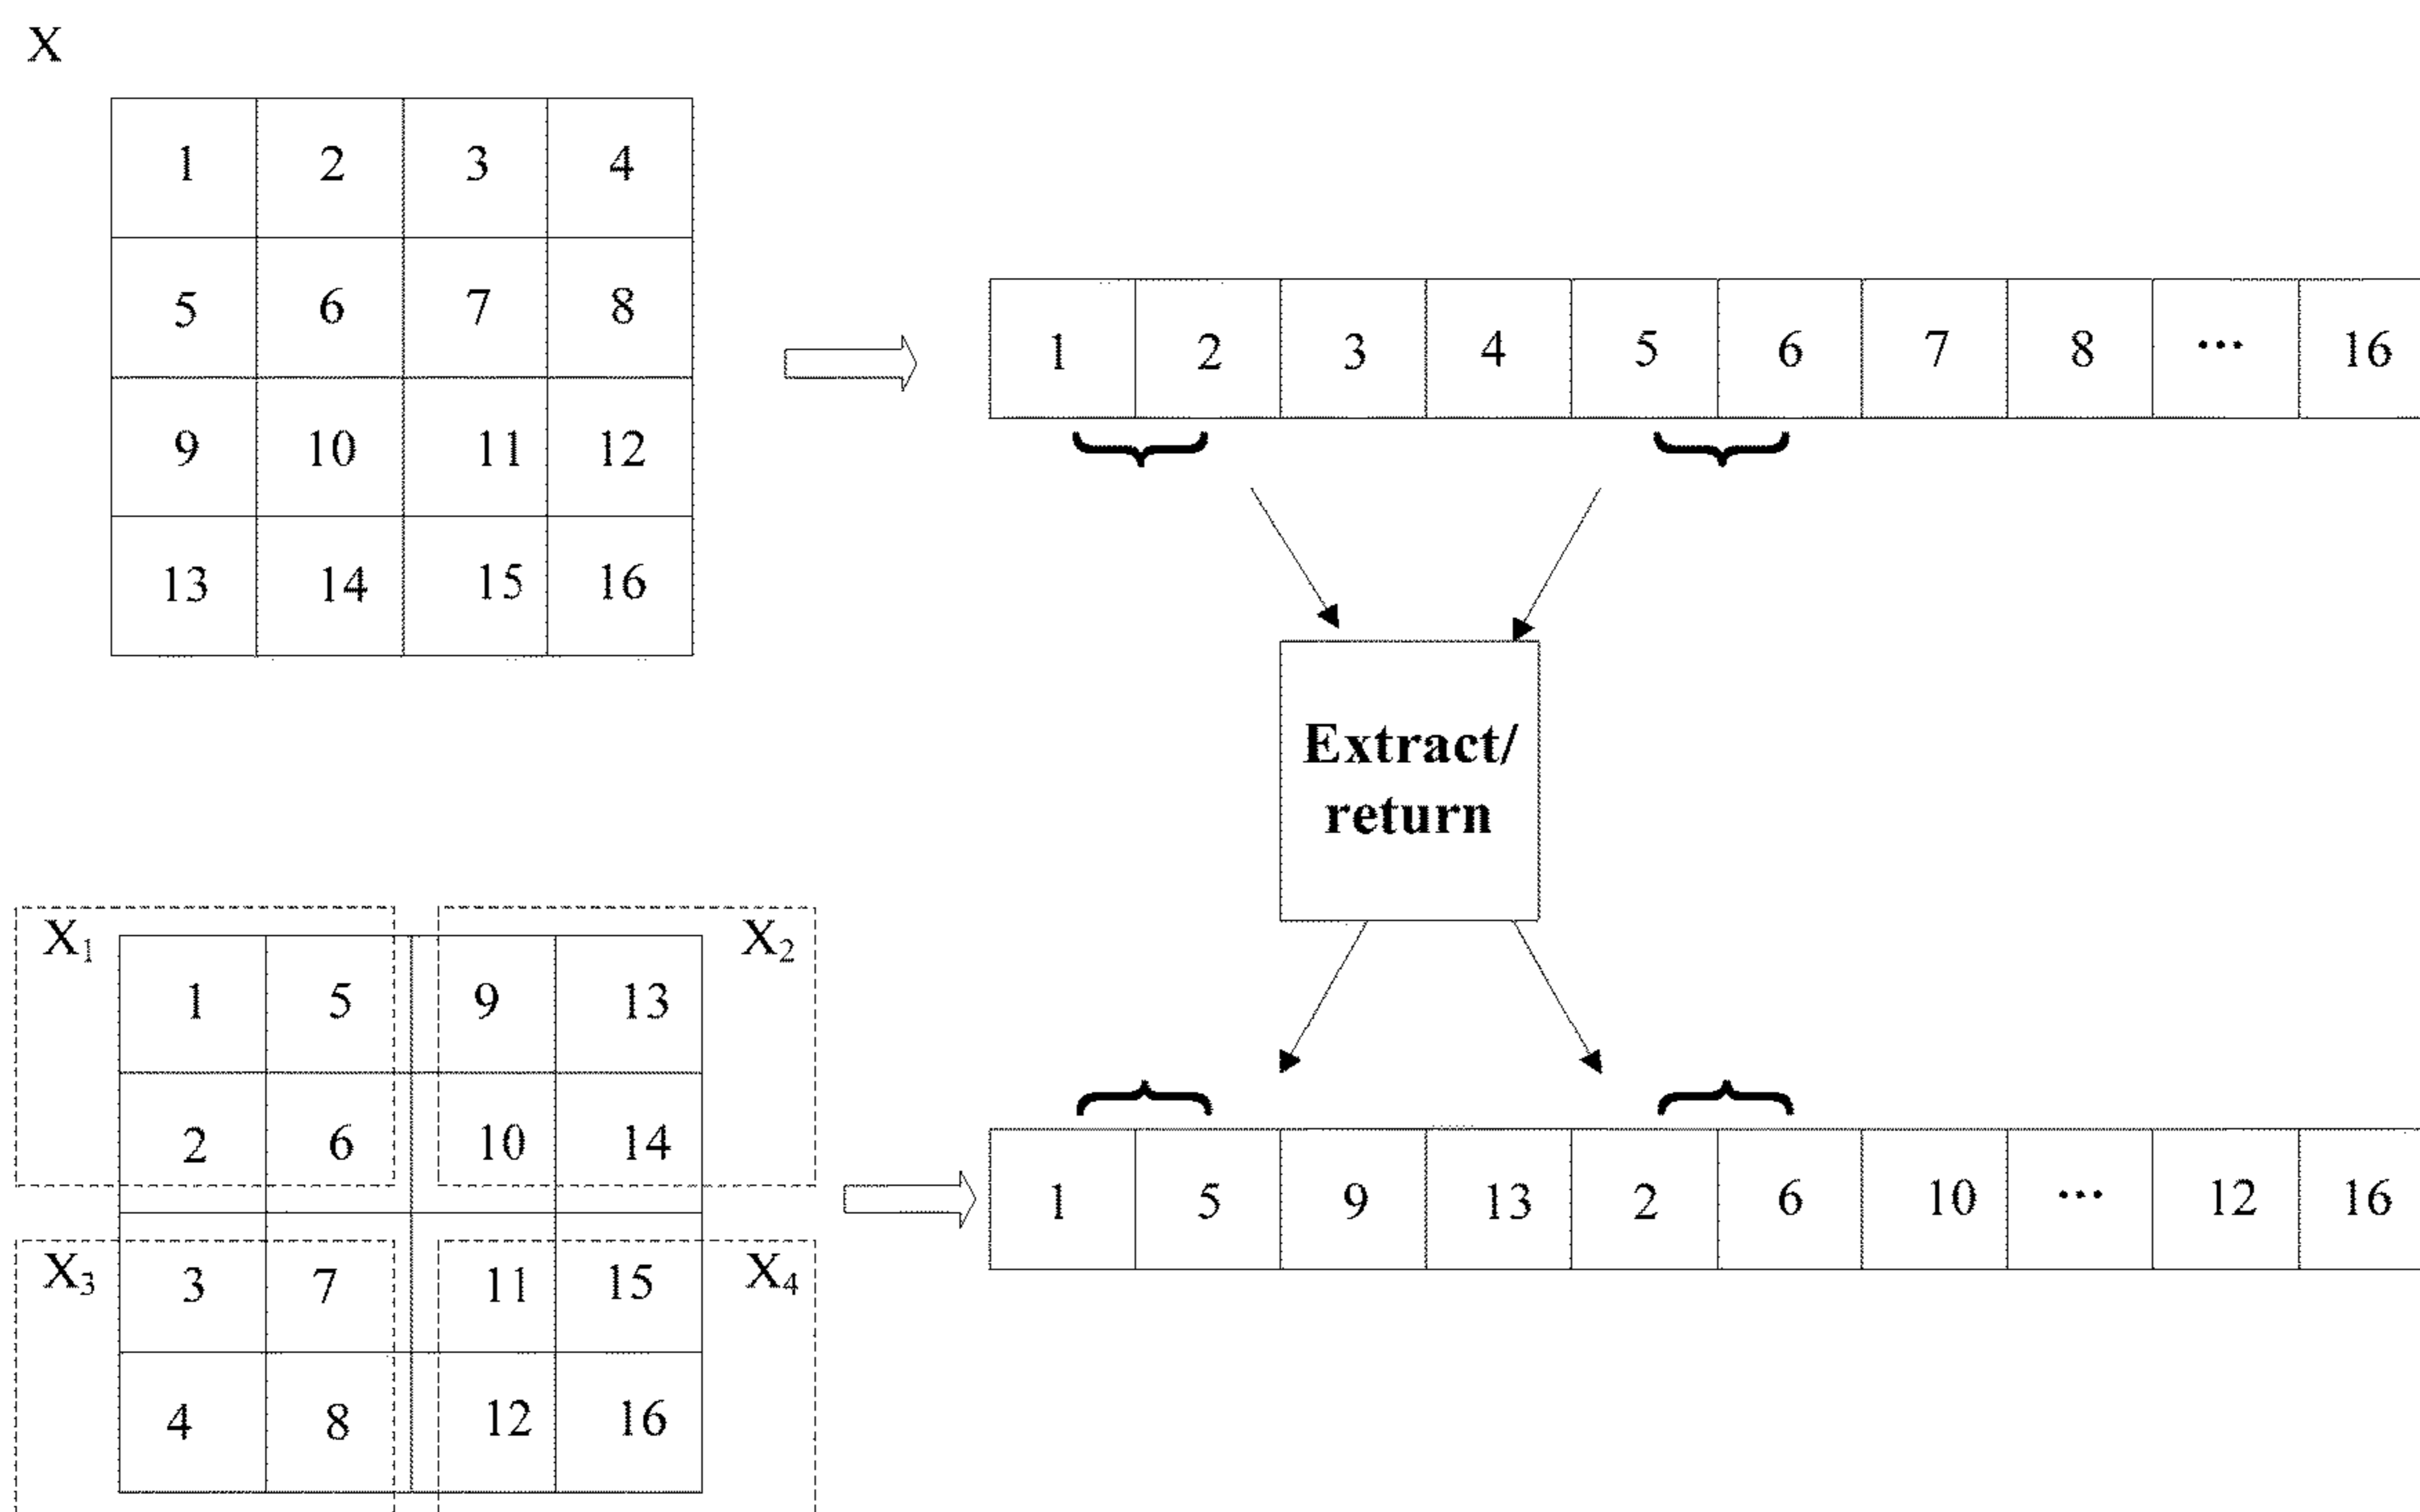 X
1 2 3 4
5 6 7 8
9 10 11 12
13 14 15 16
1 2 3 4 5 6 7 8 ... 16
Extract/
return
X₁ X₂
1 5 9 13
2 6 10 14
X₃ X₄
3 7 11 15
4 8 12 16
1 5 9 13 2 6 10 ... 12 16